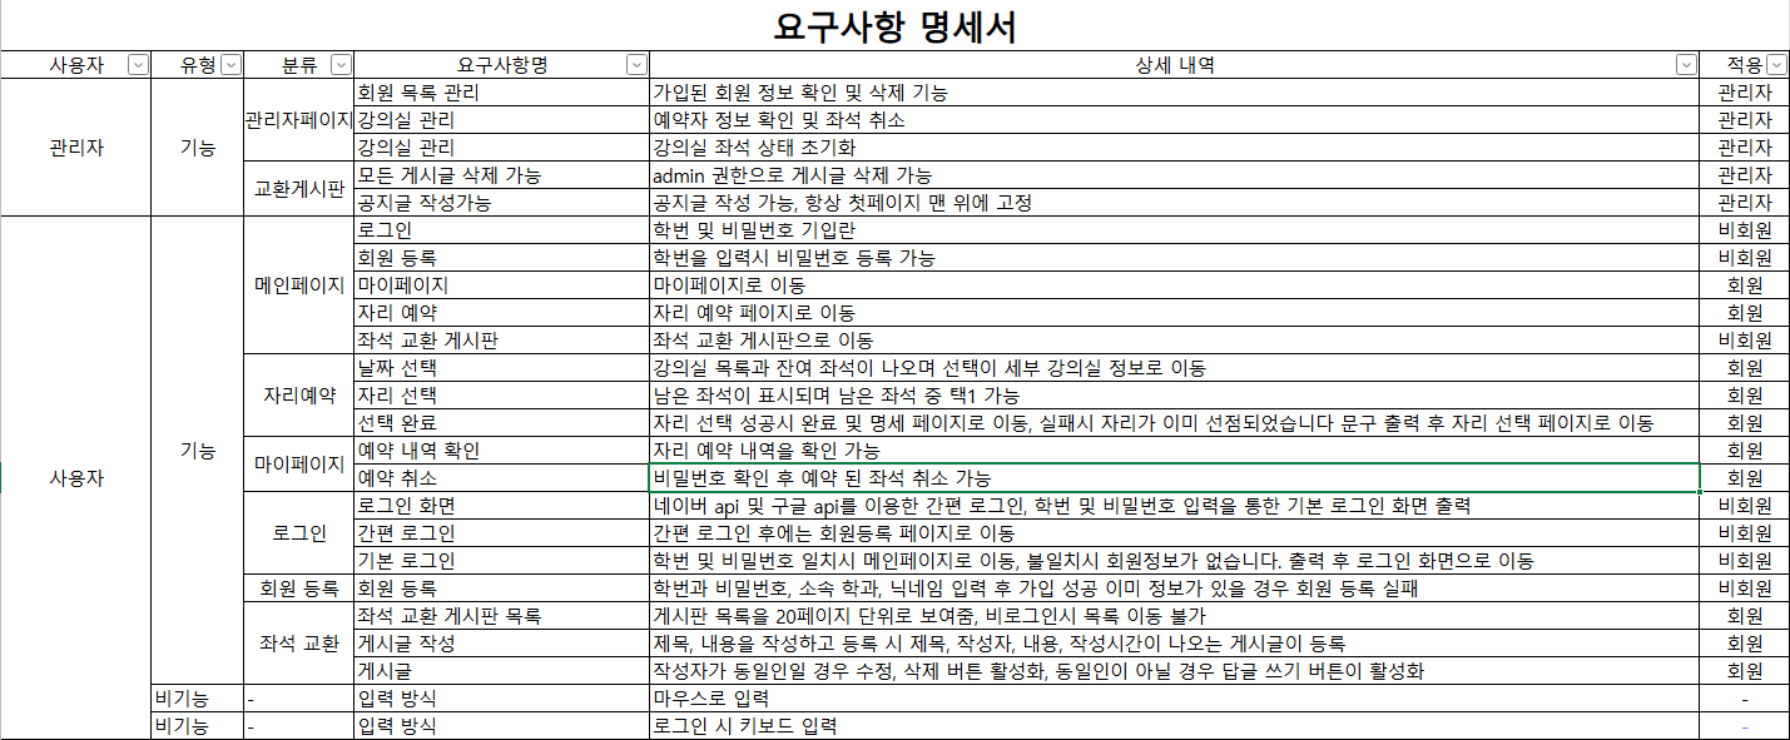 요구사항 명세서
사용자 유형 분류 요구사항명 상세 내역 적용
관리자 기능 관리자페이지 회원 목록 관리 가입된 회원 정보 확인 및 삭제 기능 관리자
강의실 관리 예약자 정보 확인 및 좌석 취소 관리자
강의실 관리 강의실 좌석 상태 초기화 관리자
교환게시판 모든 게시글 삭제 가능 admin 권한으로 게시글 삭제 가능 관리자
공지글 작성가능 공지글 작성 가능, 항상 첫페이지 맨 위에 고정 관리자
사용자 기능 메인페이지 로그인 학번 및 비밀번호 기입란 비회원
회원 등록 학번을 입력시 비밀번호 등록 가능 비회원
마이페이지 마이페이지로 이동 회원
자리 예약 자리 예약 페이지로 이동 회원
좌석 교환 게시판 좌석 교환 게시판으로 이동 비회원
자리예약 날짜 선택 강의실 목록과 잔여 좌석이 나오며 선택이 세부 강의실 정보로 이동 회원
자리 선택 남은 좌석이 표시되며 남은 좌석 중 택1 가능 회원
선택 완료 자리 선택 성공시 완료 및 명세 페이지로 이동, 실패시 자리가 이미 선점되었습니다 문구 출력 후 자리 선택 페이지로 이동 회원
마이페이지 예약 내역 확인 자리 예약 내역을 확인 가능 회원
예약 취소 비밀번호 확인 후 예약 된 좌석 취소 가능 회원
로그인 로그인 화면 네이버 api 및 구글 api를 이용한 간편 로그인, 학번 및 비밀번호 입력을 통한 기본 로그인 화면 출력 비회원
간편 로그인 간편 로그인 후에는 회원등록 페이지로 이동 비회원
기본 로그인 학번 및 비밀번호 일치시 메인페이지로 이동, 불일치시 회원정보가 없습니다. 출력 후 로그인 화면으로 이동 비회원
회원 등록 회원 등록 학번과 비밀번호, 소속 학과, 닉네임 입력 후 가입 성공 이미 정보가 있을 경우 회원 등록 실패 비회원
좌석 교환 좌석 교환 게시판 목록 게시판 목록을 20페이지 단위로 보여줌, 비로그인시 목록 이동 불가 회원
게시글 작성 제목, 내용을 작성하고 등록 시 제목, 작성자, 내용, 작성시간이 나오는 게시글이 등록 회원
게시글 작성자가 동일인일 경우 수정, 삭제 버튼 활성화, 동일인이 아닐 경우 답글 쓰기 버튼이 활성화 회원
비기능 - 입력 방식 마우스로 입력 -
비기능 - 입력 방식 로그인 시 키보드 입력 -